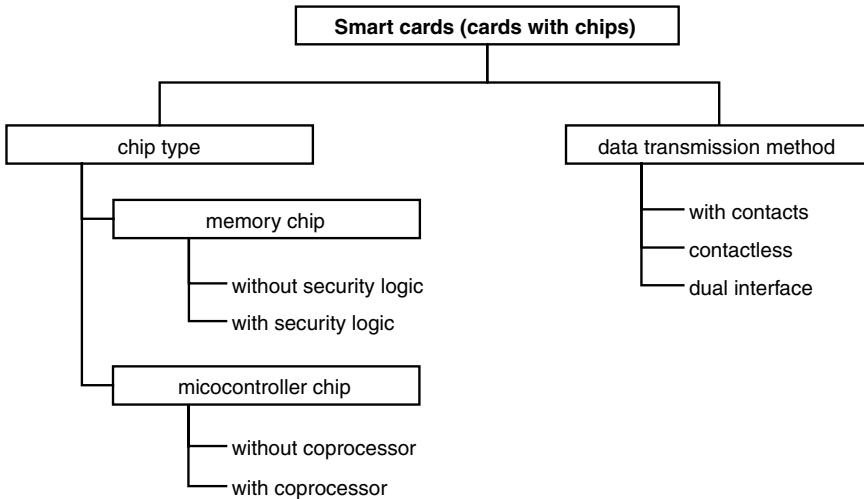 Smart cards (cards with chips)
chip type
data transmission method
memory chip
with contacts
contactless
dual interface
without security logic
with security logic
micocontroller chip
without coprocessor
with coprocessor